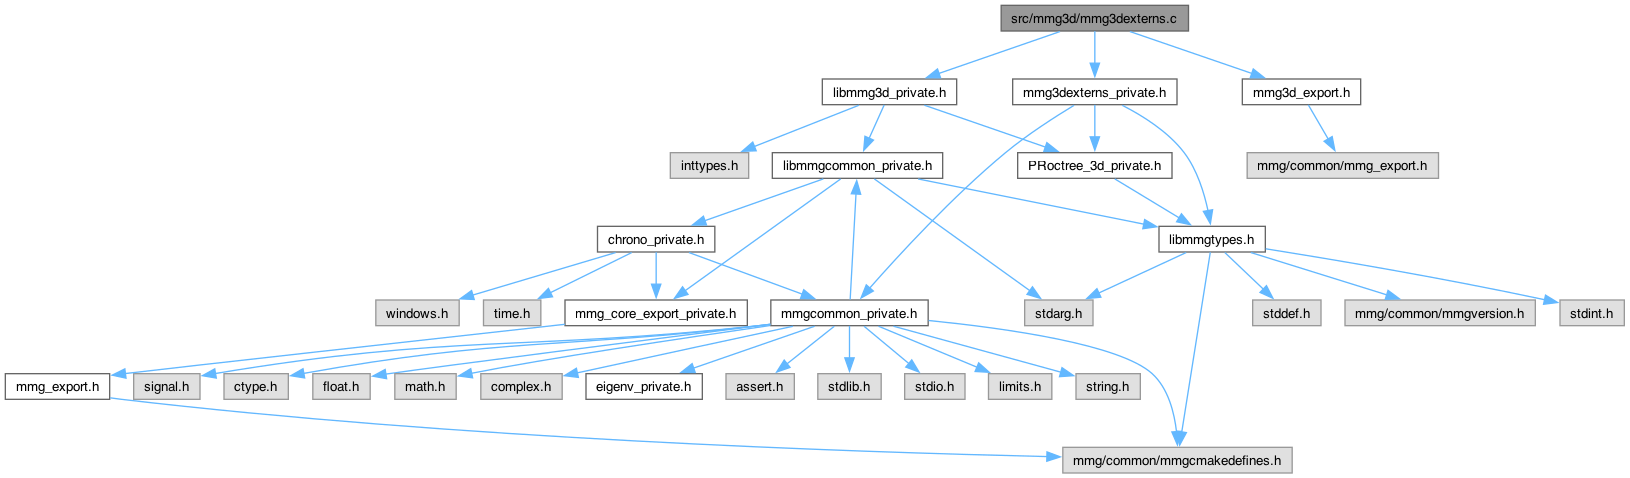 src/mmg3d/mmg3dexterns.c
libmmg3d_private.h
mmg3dexterns_private.h
mmg3d_export.h
inttypes.h
libmmgcommon_private.h
PRoctree_3d_private.h
mmg/common/mmg_export.h
chrono_private.h
libmmgtypes.h
windows.h
time.h
mmg_core_export_private.h
mmgcommon_private.h
stdarg.h
stddef.h
mmg/common/mmgversion.h
stdint.h
mmg_export.h
signal.h
ctype.h
float.h
math.h
complex.h
eigenv_private.h
assert.h
stdlib.h
stdio.h
limits.h
string.h
mmg/common/mmgcmakedefines.h